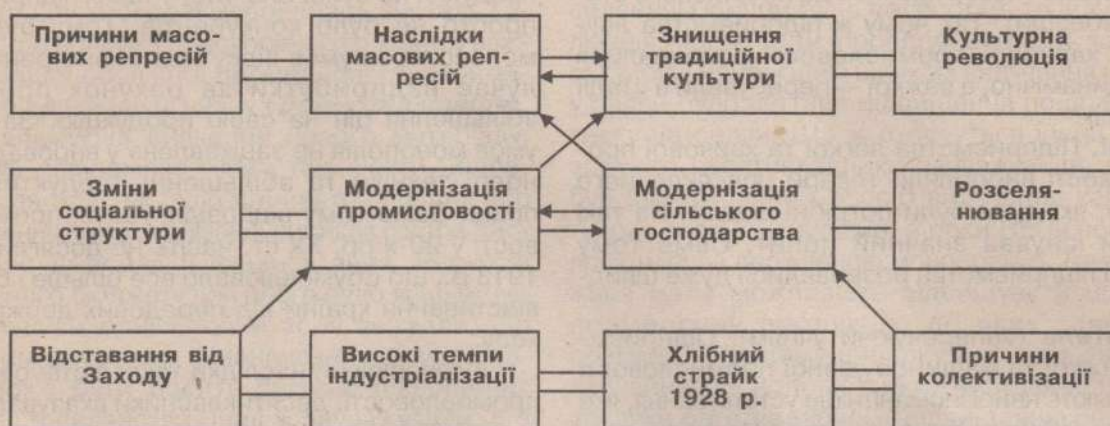 Причини масо-
вих репресій
Наслідки
масових реп-
ресій
Знищення
традиційної
культури
Культурна
революція
Зміни
соціальної
структури
Модернізація
промисловості
Модернізація
сільського
господарства
Розселя-
нювання
Відставання від
Заходу
Високі темпи
індустріалізації
Хлібний
страйк
1928 р.
Причини
колективізації